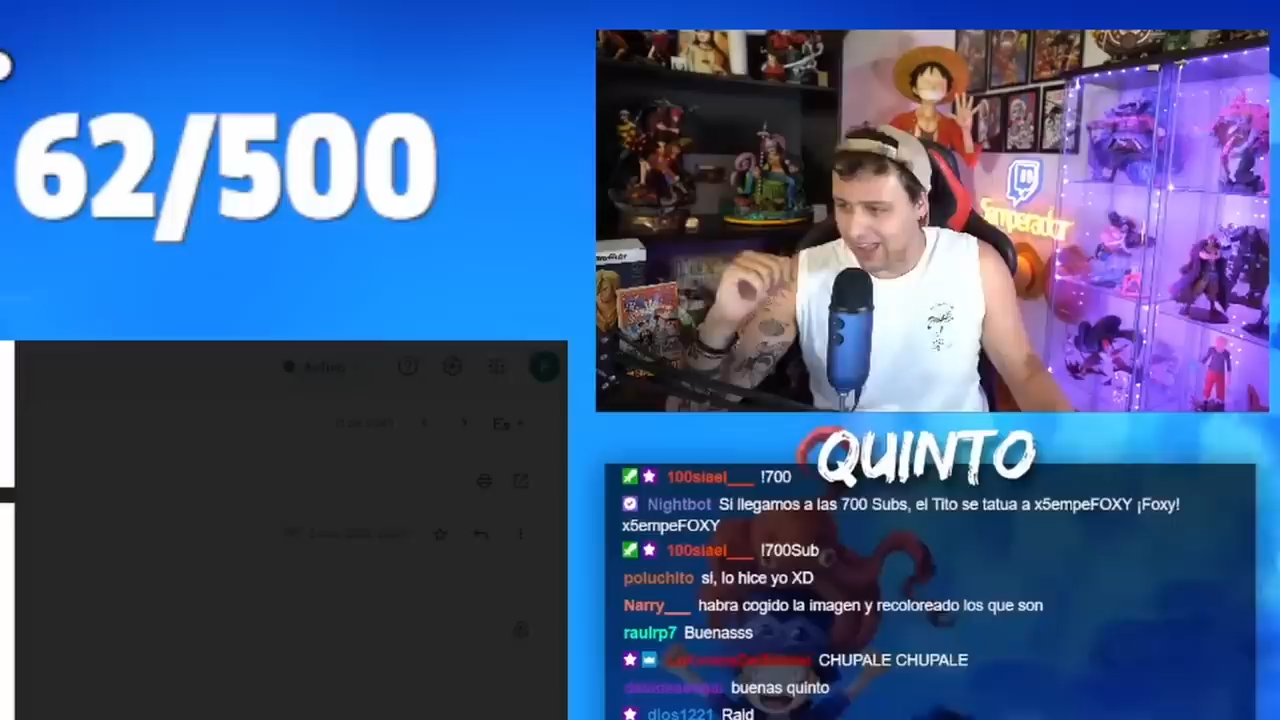 62/500
5emperador
QUINTO
100siael___ !700
Nightbot Si llegamos a las 700 Subs, el Tito se tatua a x5empeFOXY ¡Foxy!
x5empeFOXY
100siael___ !700Sub
poluchito si, lo hice yo XD
Narry___ habra cogido la imagen y recoloreado los que son
raulrp7 Buenasss
CHUPALE CHUPALE
buenas quinto
dios1221 Raid